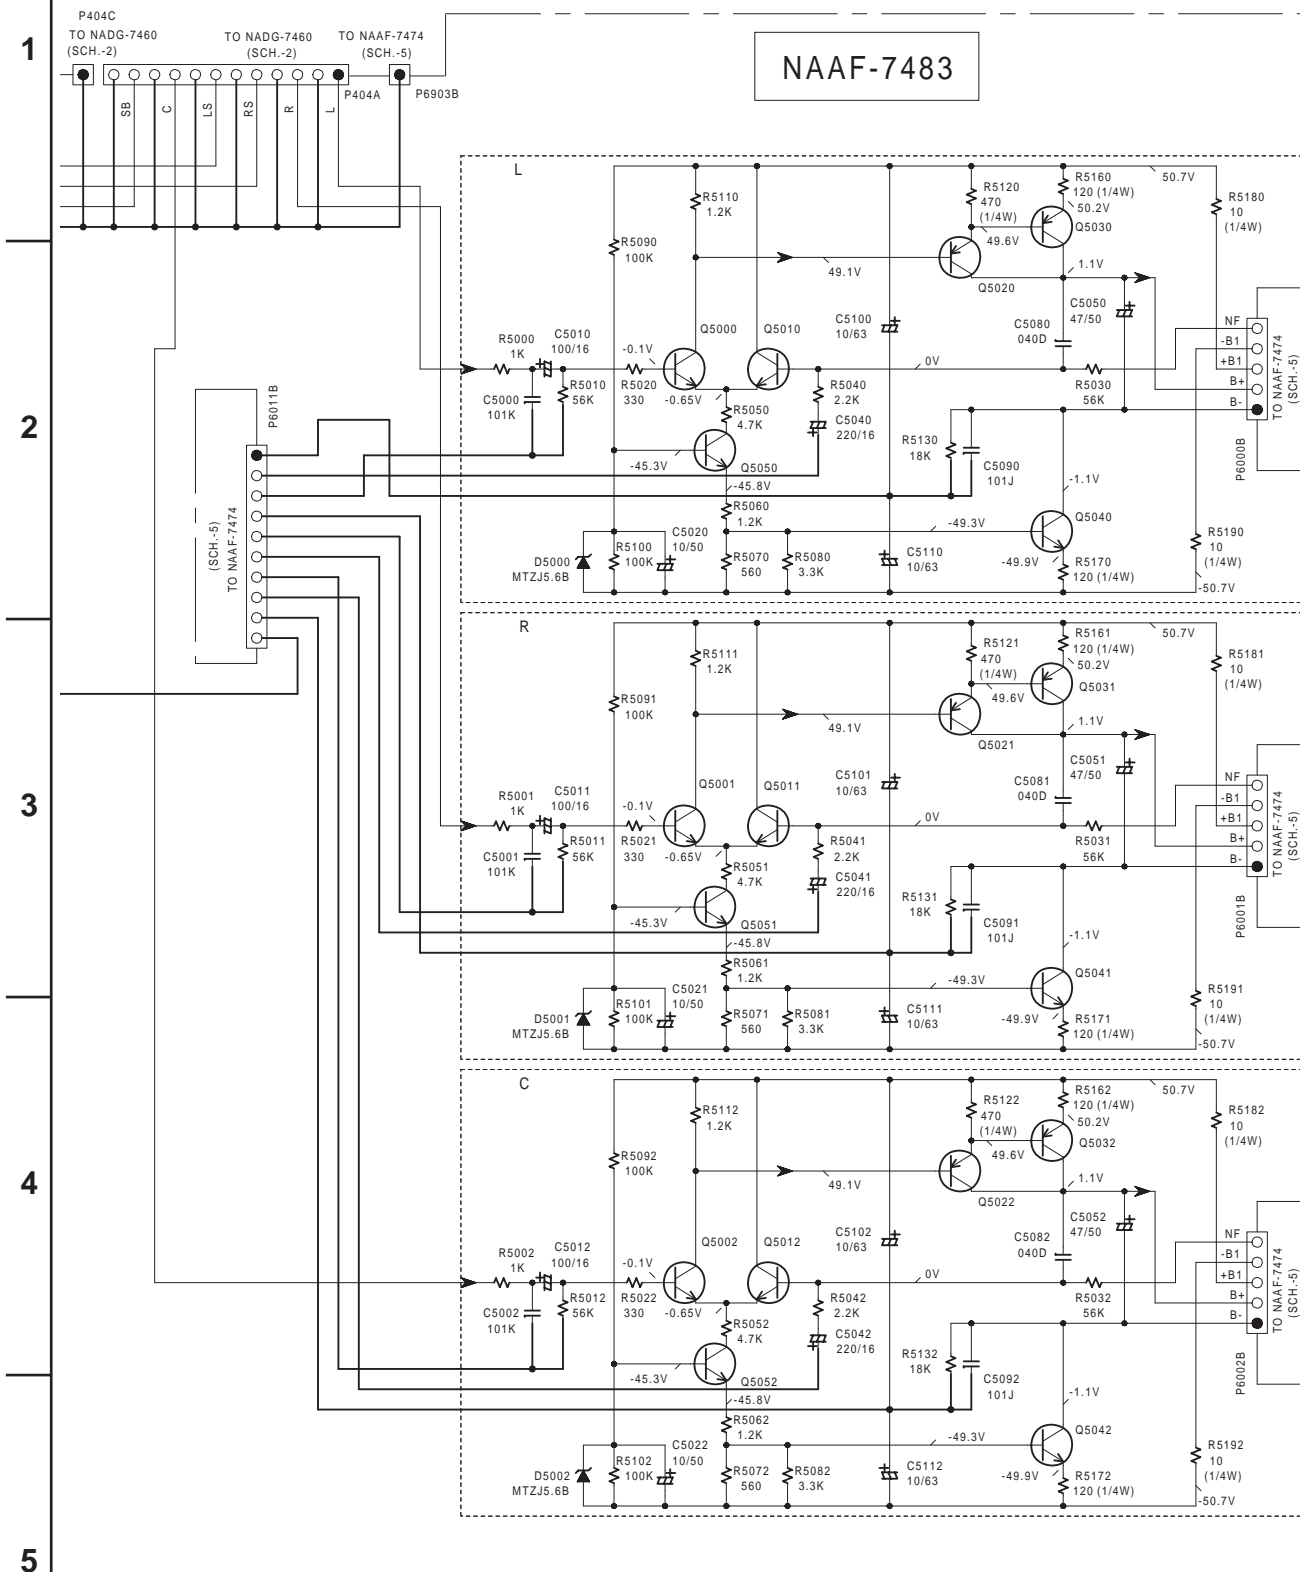 1
P404C
TO NADG-7460
(SCH.-2)
TO NADG-7460
(SCH.-2)
TO NAAF-7474
(SCH.-5)
NAAF-7483
P404A
P6903B
SB
C
LS
RS
R
L
L
R5110
1.2K
R5120
470
(1/4W)
R5160
120 (1/4W)
50.2V
Q5030
50.7V
R5180
10
(1/4W)
R5090
100K
49.6V
49.1V
Q5020
1.1V
C5050
47/50
C5080
040D
C5100
10/63
Q5000
Q5010
R5000
1K
C5010
100/16
-0.1V
0V
NF
-B1
+B1
B+
B-
TO NAAF-7474
(SCH.-5)
P6000B
2
P6011B
C5000
101K
R5010
56K
R5020
330
-0.65V
R5040
2.2K
C5040
220/16
R5030
56K
R5050
4.7K
R5130
18K
C5090
101J
-45.3V
Q5050
-45.8V
-1.1V
R5060
1.2K
-49.3V
Q5040
(SCH.-5)
TO NAAF-7474
D5000
MTZJ5.6B
R5100
100K
C5020
10/50
R5070
560
R5080
3.3K
C5110
10/63
-49.9V
R5170
120 (1/4W)
R5190
10
(1/4W)
-50.7V
R
R5111
1.2K
R5121
470
(1/4W)
R5161
120 (1/4W)
50.2V
Q5031
50.7V
R5181
10
(1/4W)
R5091
100K
49.6V
49.1V
Q5021
1.1V
C5051
47/50
C5081
040D
C5101
10/63
Q5001
Q5011
3
R5001
1K
C5011
100/16
-0.1V
0V
NF
-B1
+B1
B+
B-
TO NAAF-7474
(SCH.-5)
P6001B
C5001
101K
R5011
56K
R5021
330
-0.65V
R5041
2.2K
C5041
220/16
R5031
56K
R5051
4.7K
R5131
18K
C5091
101J
-45.3V
Q5051
-45.8V
-1.1V
R5061
1.2K
-49.3V
Q5041
D5001
MTZJ5.6B
R5101
100K
C5021
10/50
R5071
560
R5081
3.3K
C5111
10/63
-49.9V
R5171
120 (1/4W)
R5191
10
(1/4W)
-50.7V
C
R5112
1.2K
R5122
470
(1/4W)
R5162
120 (1/4W)
50.2V
Q5032
50.7V
R5182
10
(1/4W)
4
R5092
100K
49.6V
49.1V
Q5022
1.1V
C5052
47/50
C5082
040D
C5102
10/63
Q5002
Q5012
R5002
1K
C5012
100/16
-0.1V
0V
NF
-B1
+B1
B+
B-
TO NAAF-7474
(SCH.-5)
P6002B
C5002
101K
R5012
56K
R5022
330
-0.65V
R5042
2.2K
C5042
220/16
R5032
56K
R5052
4.7K
R5132
18K
C5092
101J
-45.3V
Q5052
-45.8V
-1.1V
R5062
1.2K
-49.3V
Q5042
D5002
MTZJ5.6B
R5102
100K
C5022
10/50
R5072
560
R5082
3.3K
C5112
10/63
-49.9V
R5172
120 (1/4W)
R5192
10
(1/4W)
-50.7V
5